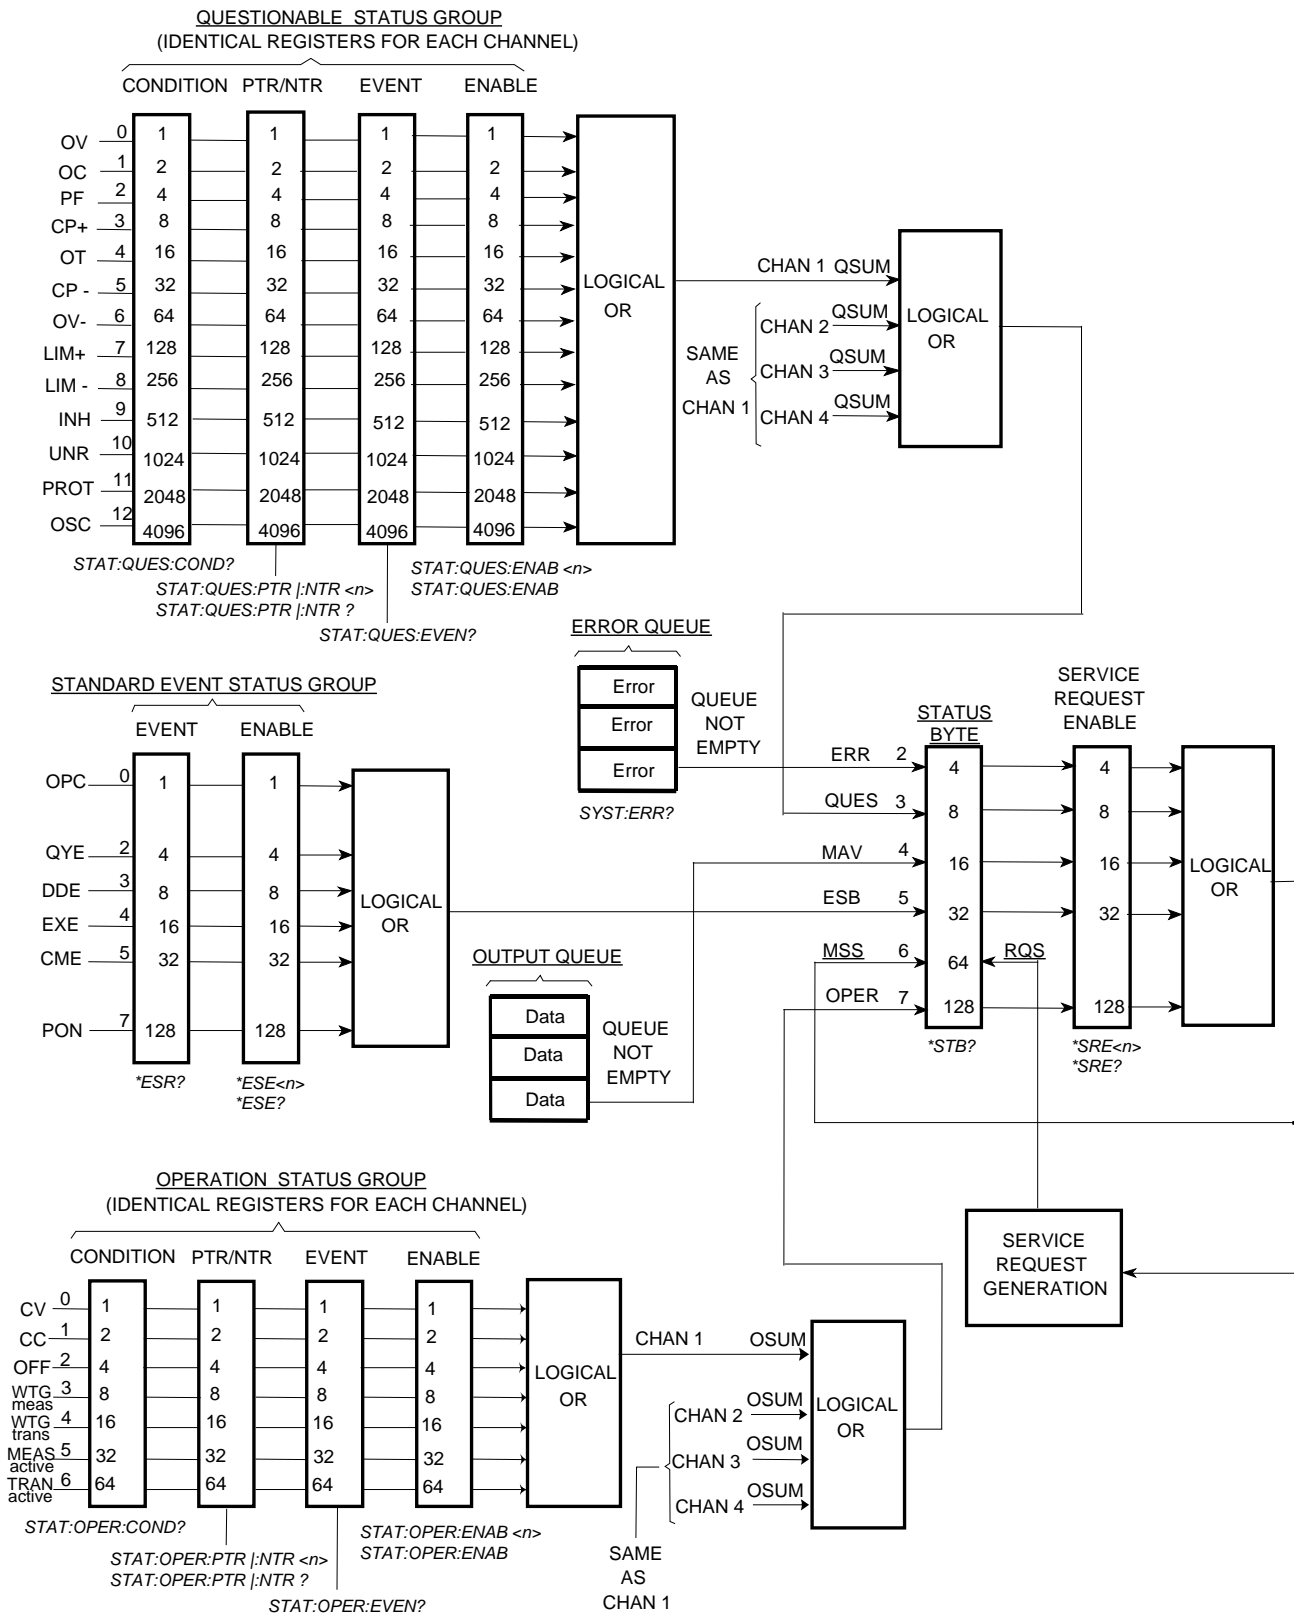 QUESTIONABLE STATUS GROUP
(IDENTICAL REGISTERS FOR EACH CHANNEL)
CONDITION PTR/NTR EVENT ENABLE
OV 0 1 1 1 1
OC 1 2 2 2 2
PF 2 4 4 4 4
CP+ 3 8 8 8 8
OT 4 16 16 16 16
CP - 5 32 32 32 32
OV- 6 64 64 64 64
LIM+ 7 128 128 128 128
LIM - 8 256 256 256 256
INH 9 512 512 512 512
UNR 10 1024 1024 1024 1024
PROT 11 2048 2048 2048 2048
OSC 12 4096 4096 4096 4096
LOGICAL
OR
STAT:QUES:COND?
STAT:QUES:PTR |:NTR <n>
STAT:QUES:PTR |:NTR ?
STAT:QUES:EVEN?
STAT:QUES:ENAB <n>
STAT:QUES:ENAB
CHAN 1 QSUM
CHAN 2 QSUM
CHAN 3 QSUM
CHAN 4 QSUM
SAME
AS
CHAN 1
LOGICAL
OR
ERROR QUEUE
Error
Error
Error
QUEUE
NOT
EMPTY
SYST:ERR?
STANDARD EVENT STATUS GROUP
EVENT ENABLE
OPC 0 1 1
QYE 2 4 4
DDE 3 8 8
EXE 4 16 16
CME 5 32 32
PON 7 128 128
LOGICAL
OR
*ESR?
*ESE<n>
*ESE?
OUTPUT QUEUE
Data
Data
Data
QUEUE
NOT
EMPTY
STATUS
BYTE
SERVICE
REQUEST
ENABLE
ERR 2 4 4
QUES 3 8 8
MAV 4 16 16
ESB 5 32 32
MSS 6 64 RQS
OPER 7 128 128
LOGICAL
OR
*STB?
*SRE<n>
*SRE?
SERVICE
REQUEST
GENERATION
OPERATION STATUS GROUP
(IDENTICAL REGISTERS FOR EACH CHANNEL)
CONDITION PTR/NTR EVENT ENABLE
CV 0 1 1 1 1
CC 1 2 2 2 2
OFF 2 4 4 4 4
WTG meas 3 8 8 8 8
WTG trans 4 16 16 16 16
MEAS active 5 32 32 32 32
TRAN active 6 64 64 64 64
LOGICAL
OR
STAT:OPER:COND?
STAT:OPER:PTR |:NTR <n>
STAT:OPER:PTR |:NTR ?
STAT:OPER:EVEN?
STAT:OPER:ENAB <n>
STAT:OPER:ENAB
CHAN 1 OSUM
CHAN 2 OSUM
CHAN 3 OSUM
CHAN 4 OSUM
SAME
AS
CHAN 1
LOGICAL
OR